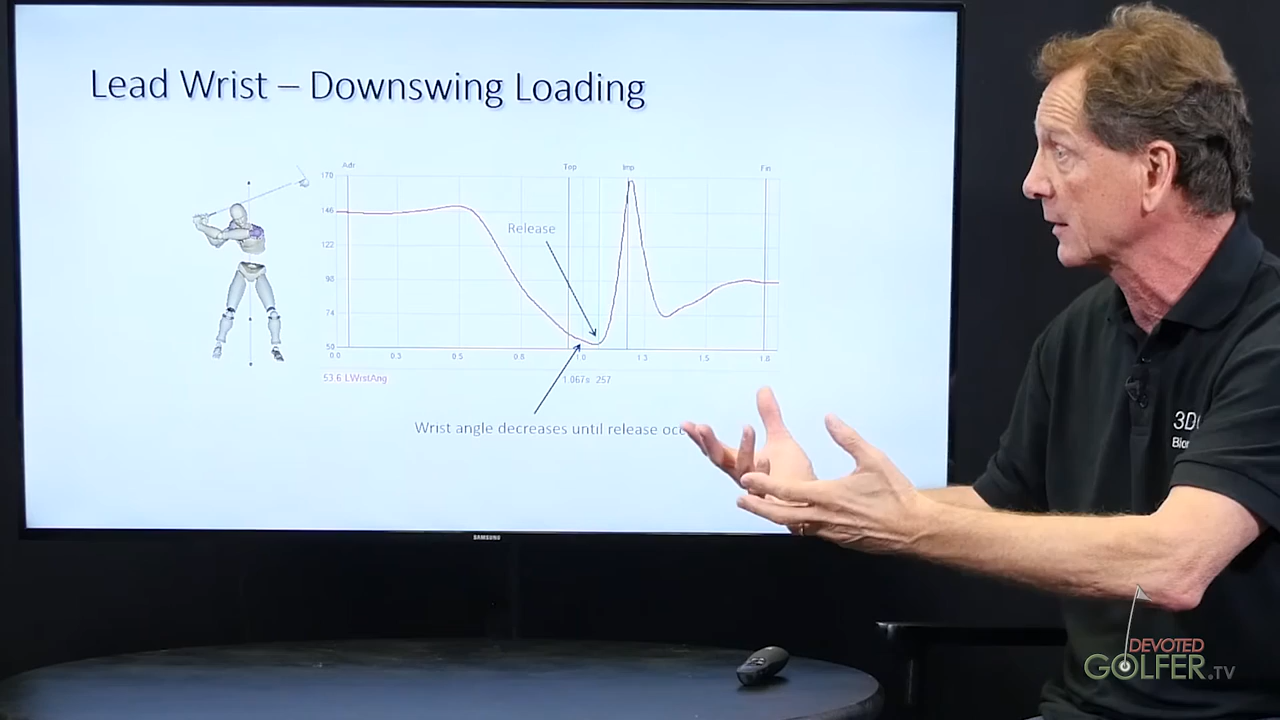 Lead Wrist – Downswing Loading
Adr Top Imp Fin
170
146
Release
122
98
74
50
0.0 0.3 0.5 0.8 1.0 1.3 1.5 1.8
53.6 LWristAng 1.067s 257
Wrist angle decreases until release
SAMSUNG
DEVOTED
GOLFER.TV